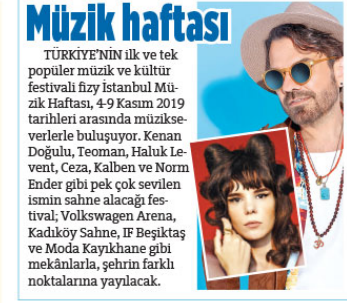 Müzik haftası
TÜRKİYE'NİN ilk ve tek
popüler müzik ve kültür
festivali fizy İstanbul Mü-
zik Haftası, 4-9 Kasım 2019
tarihleri arasında müzikse-
verlerle buluşuyor. Kenan
Doğulu, Teoman, Haluk Le-
vent, Ceza, Kalben ve Norm
Ender gibi pek çok sevilen
ismin sahne alacağı fes-
tival; Volkswagen Arena,
Kadıköy Sahne, IF Beşiktaş
ve Moda Kayıkhane gibi
mekânlarla, şehrin farklı
noktalarına yayılacak.